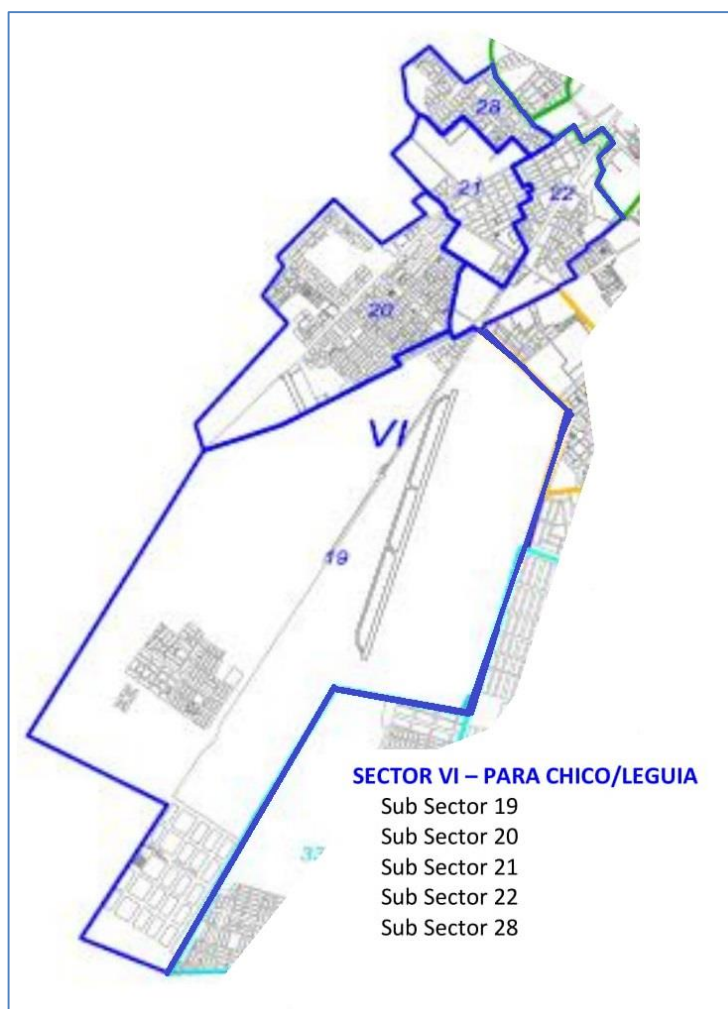 28
21
22
20
VI
19
SECTOR VI – PARA CHICO/LEGUIA
Sub Sector 19
Sub Sector 20
Sub Sector 21
Sub Sector 22
Sub Sector 28